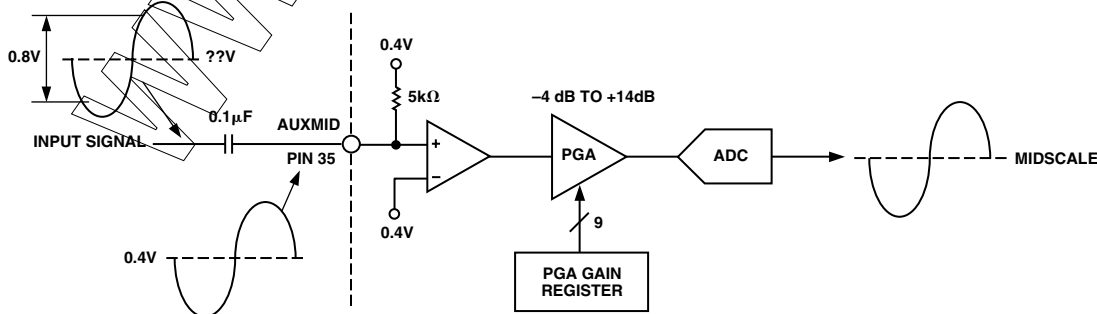 0.8V
??V
0.4V
5kΩ
–4 dB TO +14dB
0.1µF
AUXMID
INPUT SIGNAL
PIN 35
+
–
PGA
ADC
MIDSCALE
0.4V
9
0.4V
PGA GAIN
REGISTER